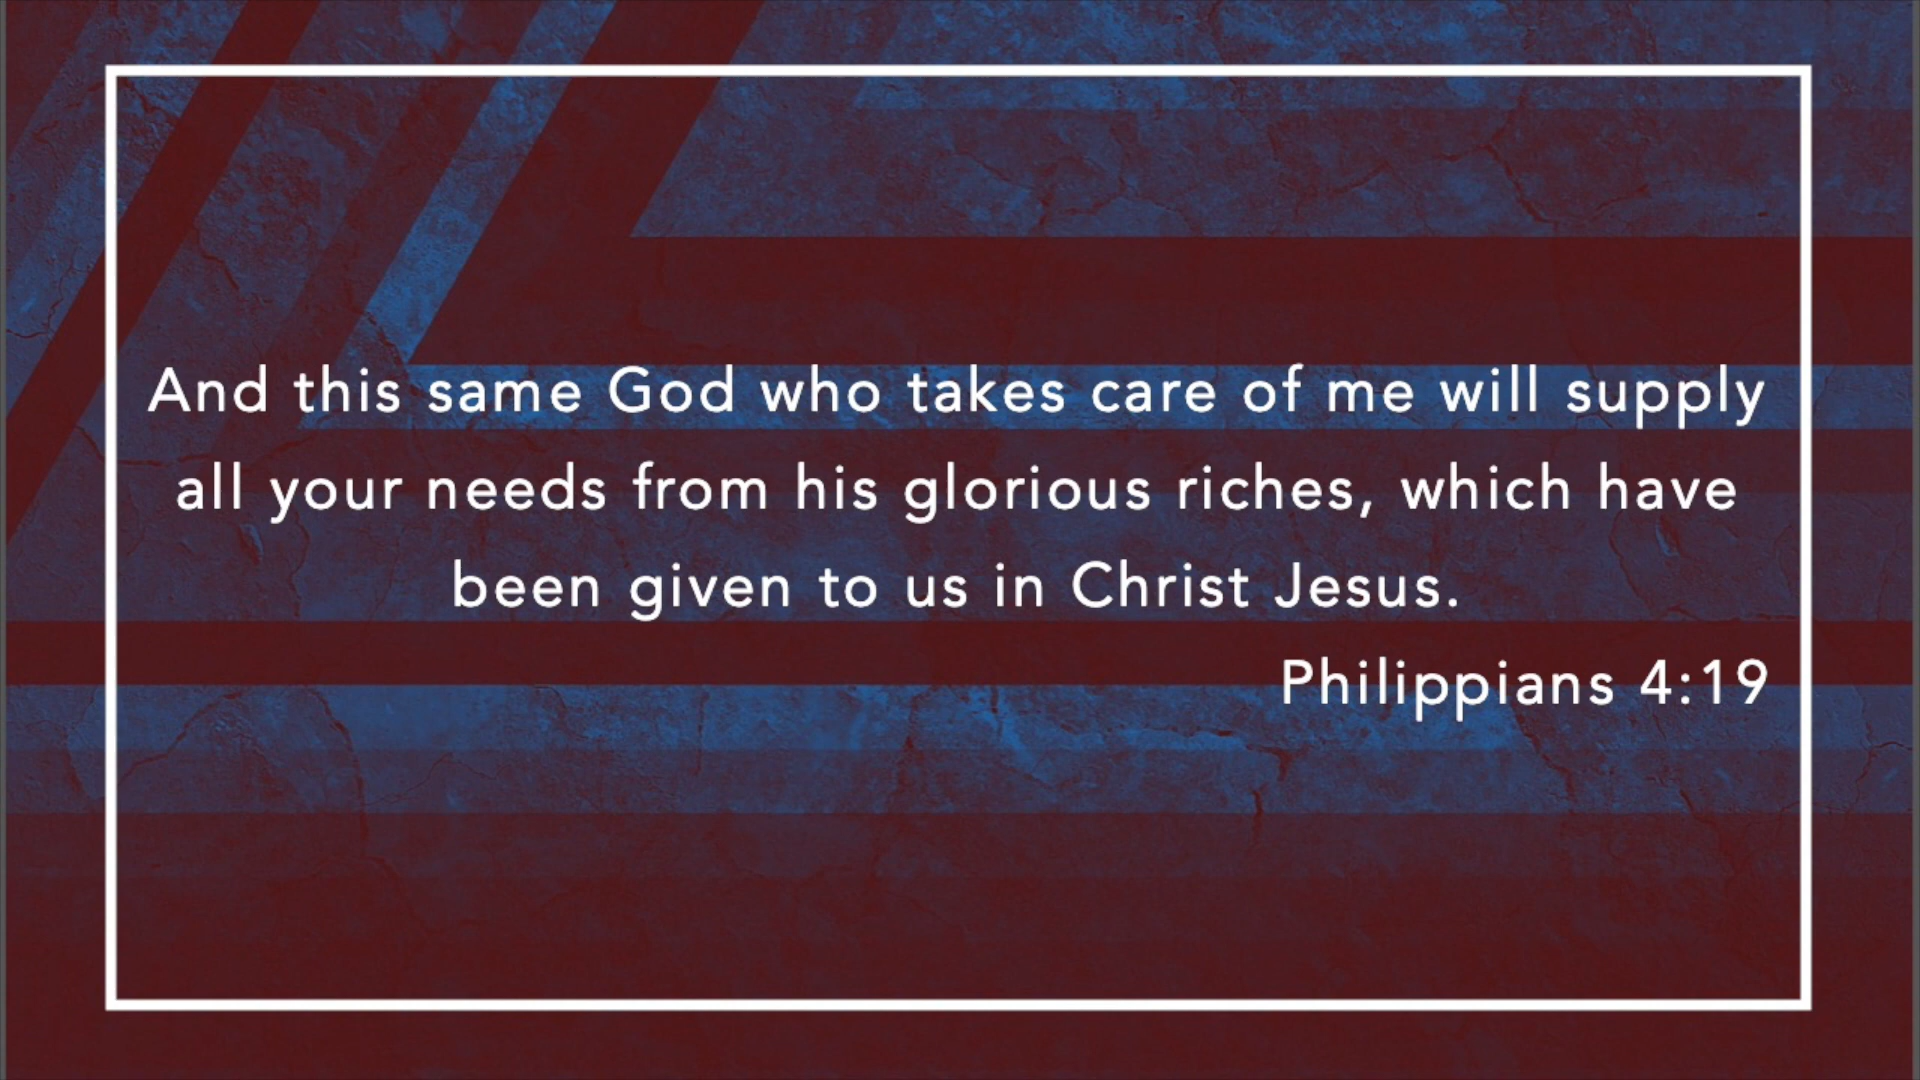 And this same God who takes care of me will supply
all your needs from his glorious riches, which have
been given to us in Christ Jesus.
Philippians 4:19